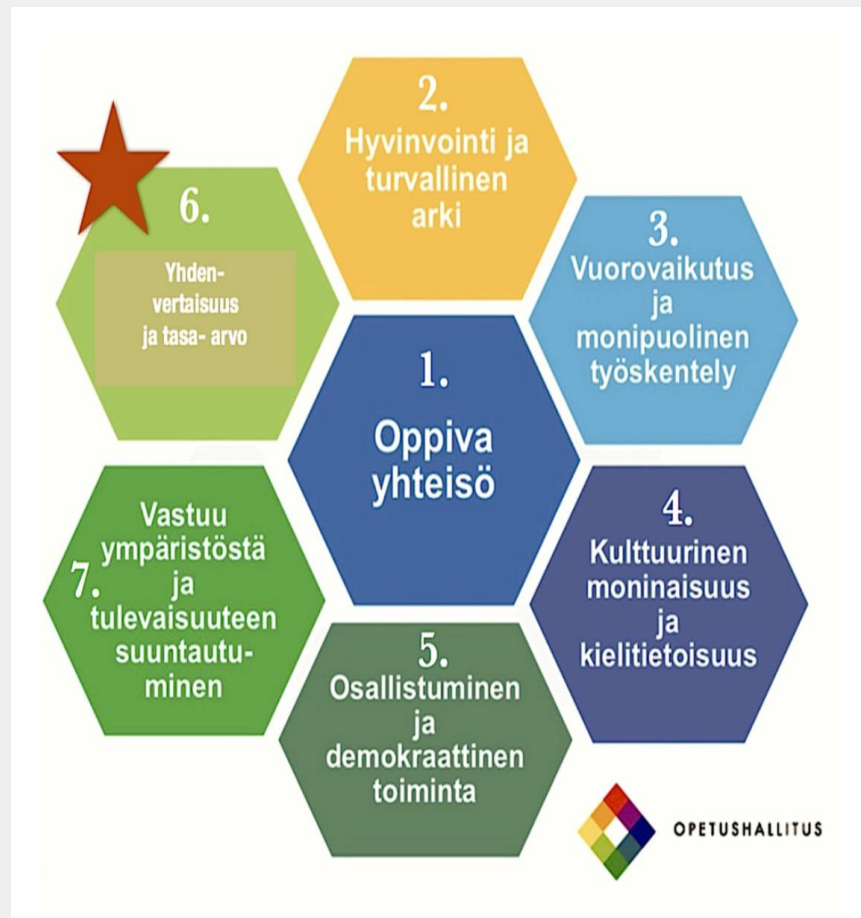 1.
Oppiva
yhteisö
2.
Hyvinvointi ja
turvallinen
arki
3.
Vuorovaikutus
ja
monipuolinen
työskentely
4.
Kulttuurinen
moninaisuus
ja
kielitietoisuus
5.
Osallistuminen
ja
demokraattinen
toiminta
6.
Yhden-
vertaisuus
ja tasa- arvo
7.
Vastuu
ympäristöstä
ja
tulevaisuuteen
suuntautu-
minen
OPETUSHALLITUS